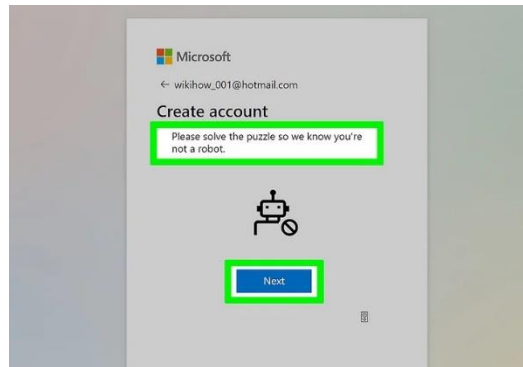 Microsoft
← wikihow_001@hotmail.com
Create account
Please solve the puzzle so we know you're
not a robot.
Next